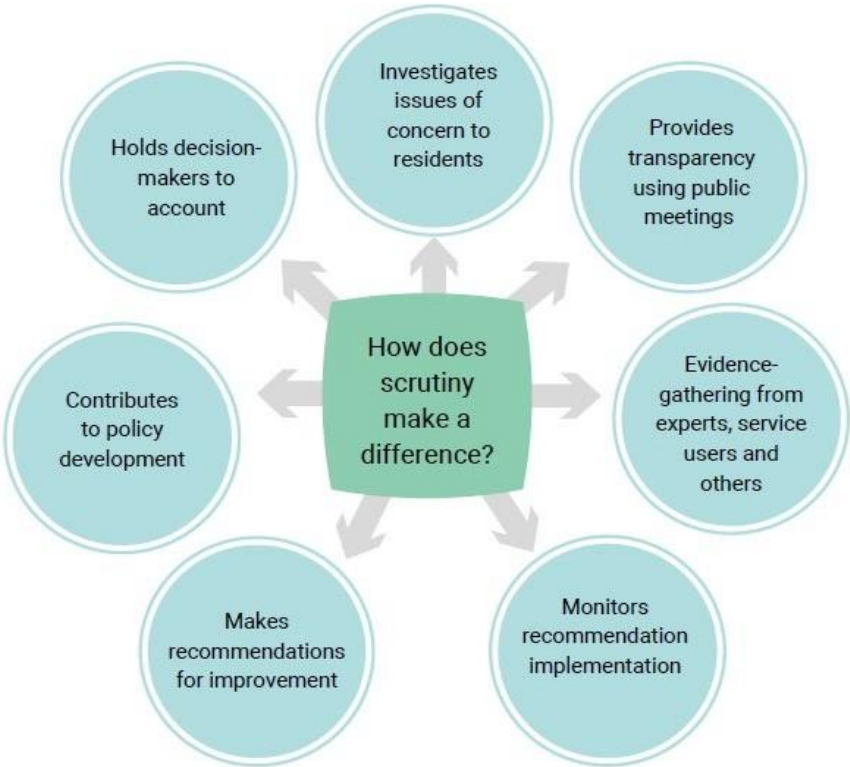 Investigates
issues of
concern to
residents
Provides
transparency
using public
meetings
Evidence-
gathering from
experts, service
users and
others
Monitors
recommendation
implementation
Makes
recommendations
for improvement
Contributes
to policy
development
Holds decision-
makers to
account
How does
scrutiny
make a
difference?